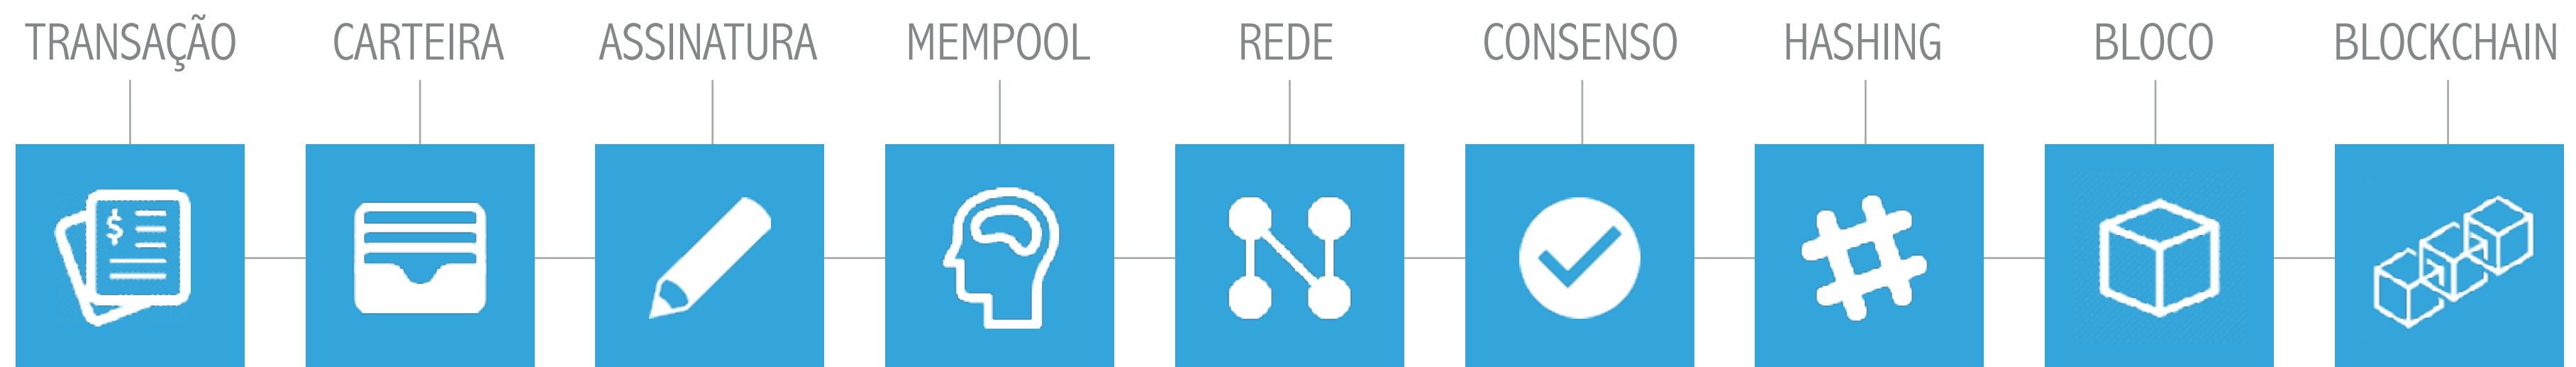 TRANSAÇÃO CARTEIRA ASSINATURA MEMPOOL REDE CONSENSO HASHING BLOCO BLOCKCHAIN
$